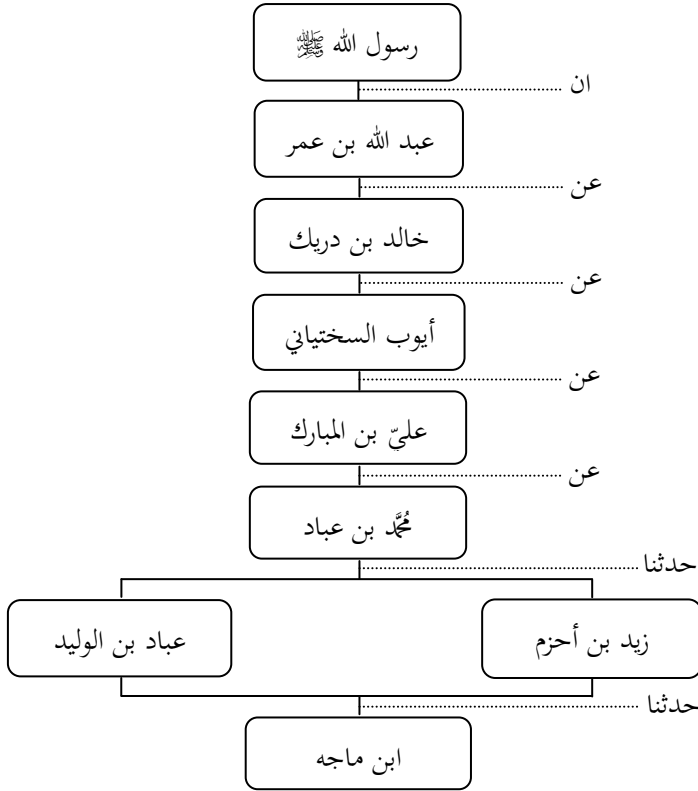 رسول الله ﷺ
ان
عبد الله بن عمر
عن
خالد بن دريك
عن
أيوب السختياني
عن
عليّ بن المبارك
عن
مُحَمَّد بن عباد
حدثنا
زيد بن أحزم
عباد بن الوليد
حدثنا
ابن ماجه